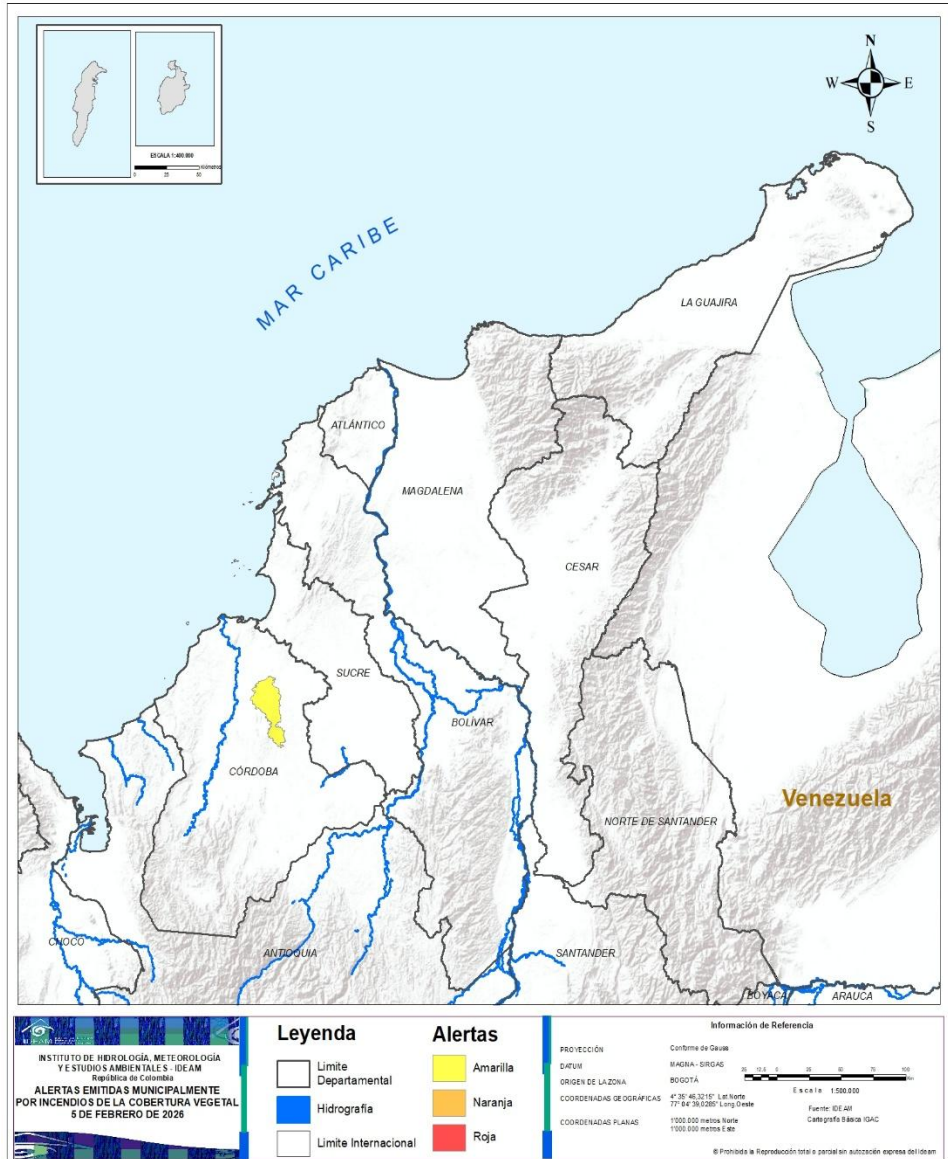 ESCALA 1:400.000
Kilómetros
0 25 50
N
W E
S
MAR CARIBE
LA GUAJIRA
ATLÁNTICO
MAGDALENA
CESAR
SUCRE
BOLÍVAR
CÓRDOBA
Venezuela
NORTE DE SANTANDER
CHOCO
ANTIOQUIA
SANTANDER
BOYACÁ
ARAUCA
INSTITUTO DE HIDROLOGÍA, METEOROLOGÍA
Y ESTUDIOS AMBIENTALES - IDEAM
República de Colombia
ALERTAS EMITIDAS MUNICIPALMENTE
POR INCENDIOS DE LA COBERTURA VEGETAL
5 DE FEBRERO DE 2026
Leyenda
Limite
Departamental
Hidrografía
Limite Internacional
Alertas
Amarilla
Naranja
Roja
Información de Referencia
PROYECCIÓN Conforme de Gauss
DATUM MAGNA - SIRGAS
ORIGEN DE LA ZONA BOGOTÁ
COORDENADAS GEOGRÁFICAS 4° 35' 46,3215" Lat.Norte
77° 04' 39,0285" Long.Oeste
COORDENADAS PLANAS 1'000.000 metros Norte
1'000.000 metros Este
Escala 1:500.000
Fuente: IDEAM
Cartografía Básica IGAC
© Prohibida la Reproducción total o parcial sin autozación expresa del Ideam